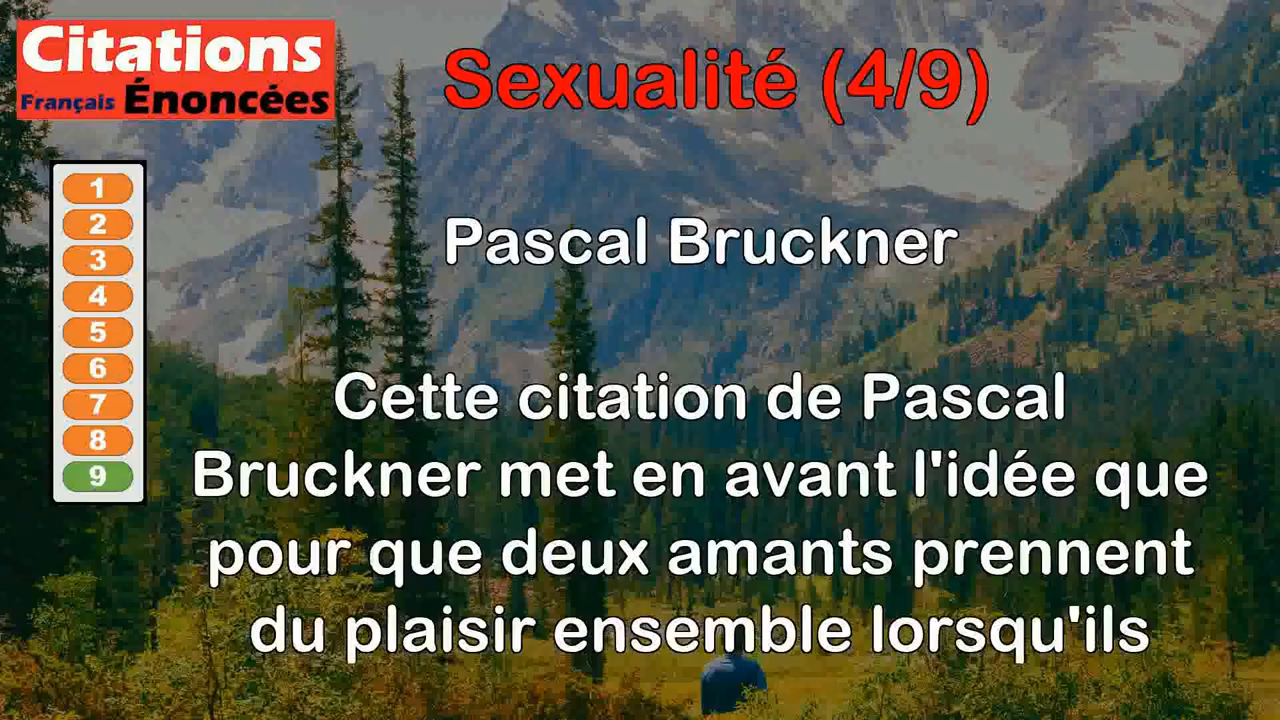 Citations
Français Énoncées
Sexualité (4/9)
1
2
3
4
5
6
7
8
9
Pascal Bruckner
Cette citation de Pascal
Bruckner met en avant l'idée que
pour que deux amants prennent
du plaisir ensemble lorsqu'ils